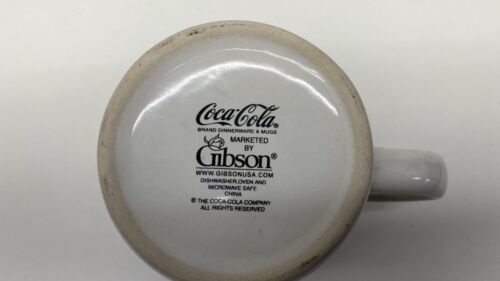 Coca-Cola®
BRAND DINNERWARE & MUGS
MARKETED
BY
Gibson®
WWW.GIBSONUSA.COM
DISHWASHER,OVEN AND
MICROWAVE SAFE
CHINA
© THE COCA-COLA COMPANY
ALL RIGHTS RESERVED